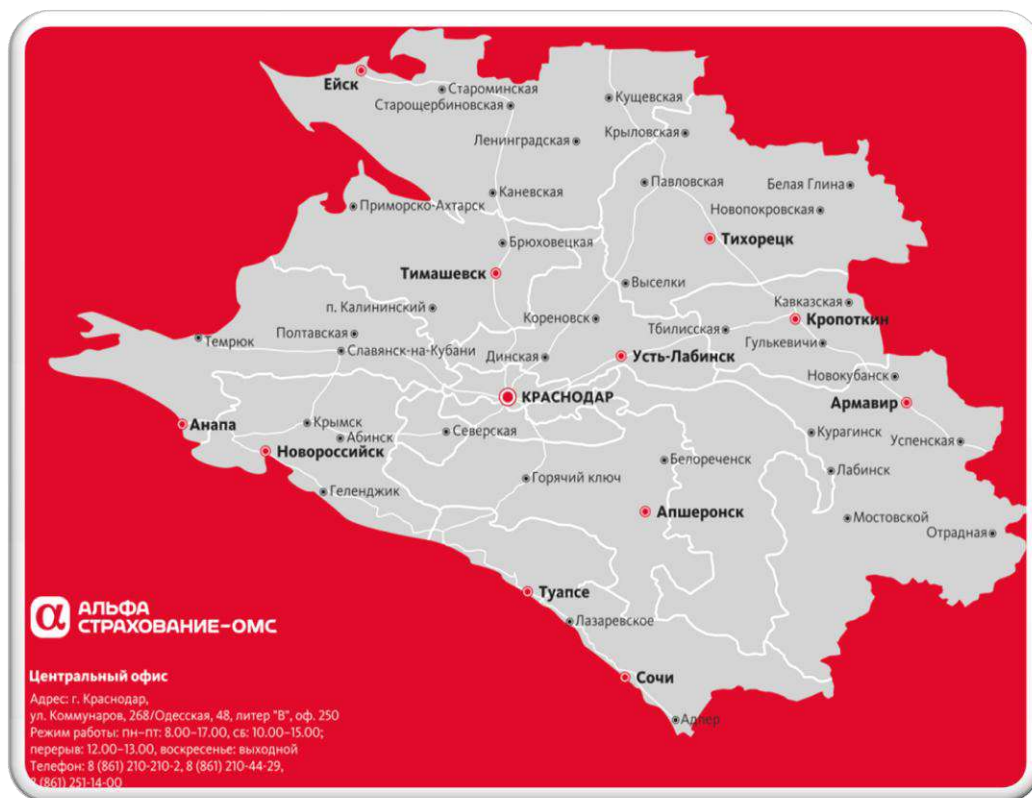 Ейск
Староминская
Старощербиновская
Кущевская
Крыловская
Ленинградская
Павловская
Белая Глина
Каневская
Приморско-Ахтарск
Новопокровская
Тихорецк
Брюховецкая
Тимашевск
Выселки
п. Калининский
Кавказская
Кореновск
Кропоткин
Тбилисская
Полтавская
Темрюк
Гулькевичи
Славянск-на-Кубани
Динская
Усть-Лабинск
Новокубанск
КРАСНОДАР
Армавир
Анапа
Крымск
Абинск
Северская
Курагинск
Успенская
Новороссийск
Белореченск
Лабинск
Горячий ключ
Геленджик
Апшеронск
Мостовской
Отрадная
Туапсе
Лазаревское
Сочи
Адлер
α АЛЬФА
СТРАХОВАНИЕ-ОМС
Центральный офис
Адрес: г. Краснодар,
ул. Коммунаров, 268/Одесская, 48, литер "В", оф. 250
Режим работы: пн–пт: 8.00–17.00, сб: 10.00–15.00;
перерыв: 12.00–13.00, воскресенье: выходной
Телефон: 8 (861) 210-210-2, 8 (861) 210-44-29,
8 (861) 251-14-00